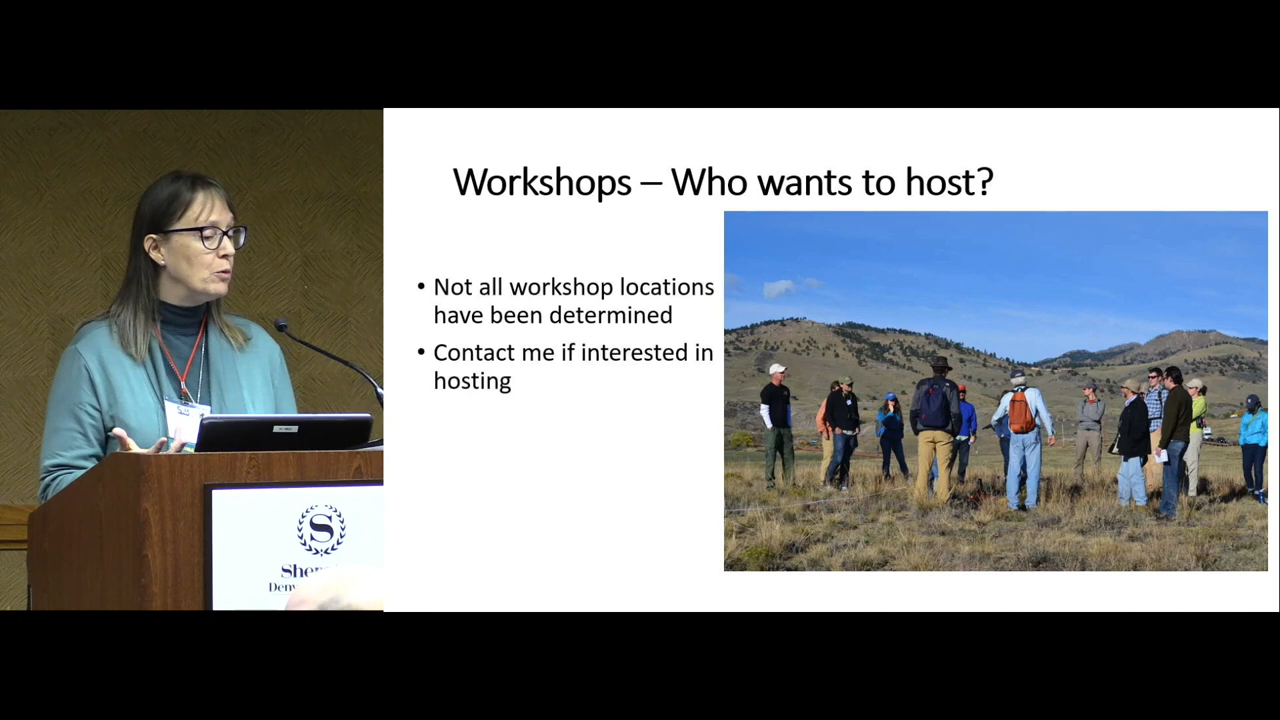 Workshops – Who wants to host?
• Not all workshop locations
have been determined
• Contact me if interested in
hosting
S